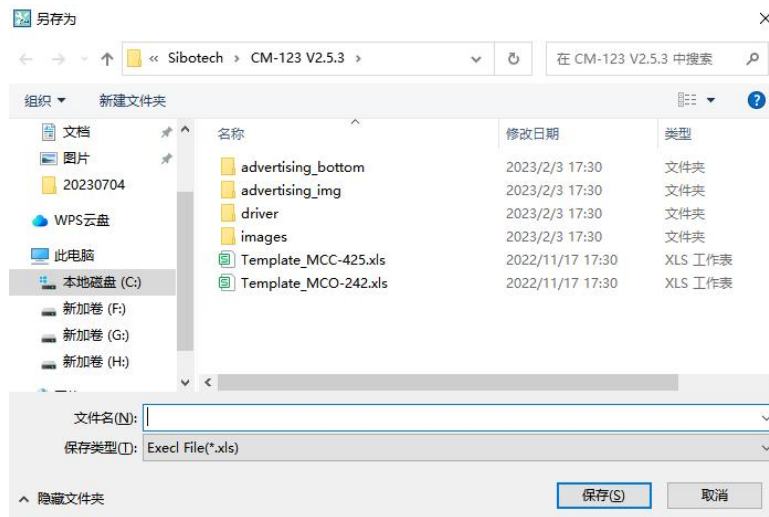 另存为
« Sibotech › CM-123 V2.5.3 ›
在 CM-123 V2.5.3 中搜索
组织 新建文件夹
名称 修改日期 类型
文档
图片
20230704
WPS云盘
此电脑
本地磁盘 (C:)
新加卷 (F:)
新加卷 (G:)
新加卷 (H:)
advertising_bottom 2023/2/3 17:30 文件夹
advertising_img 2023/2/3 17:30 文件夹
driver 2023/2/3 17:30 文件夹
images 2023/2/3 17:30 文件夹
Template_MCC-425.xls 2022/11/17 17:30 XLS 工作表
Template_MCO-242.xls 2022/11/17 17:30 XLS 工作表
文件名(N):
保存类型(T): Execl File(*.xls)
隐藏文件夹
保存(S) 取消